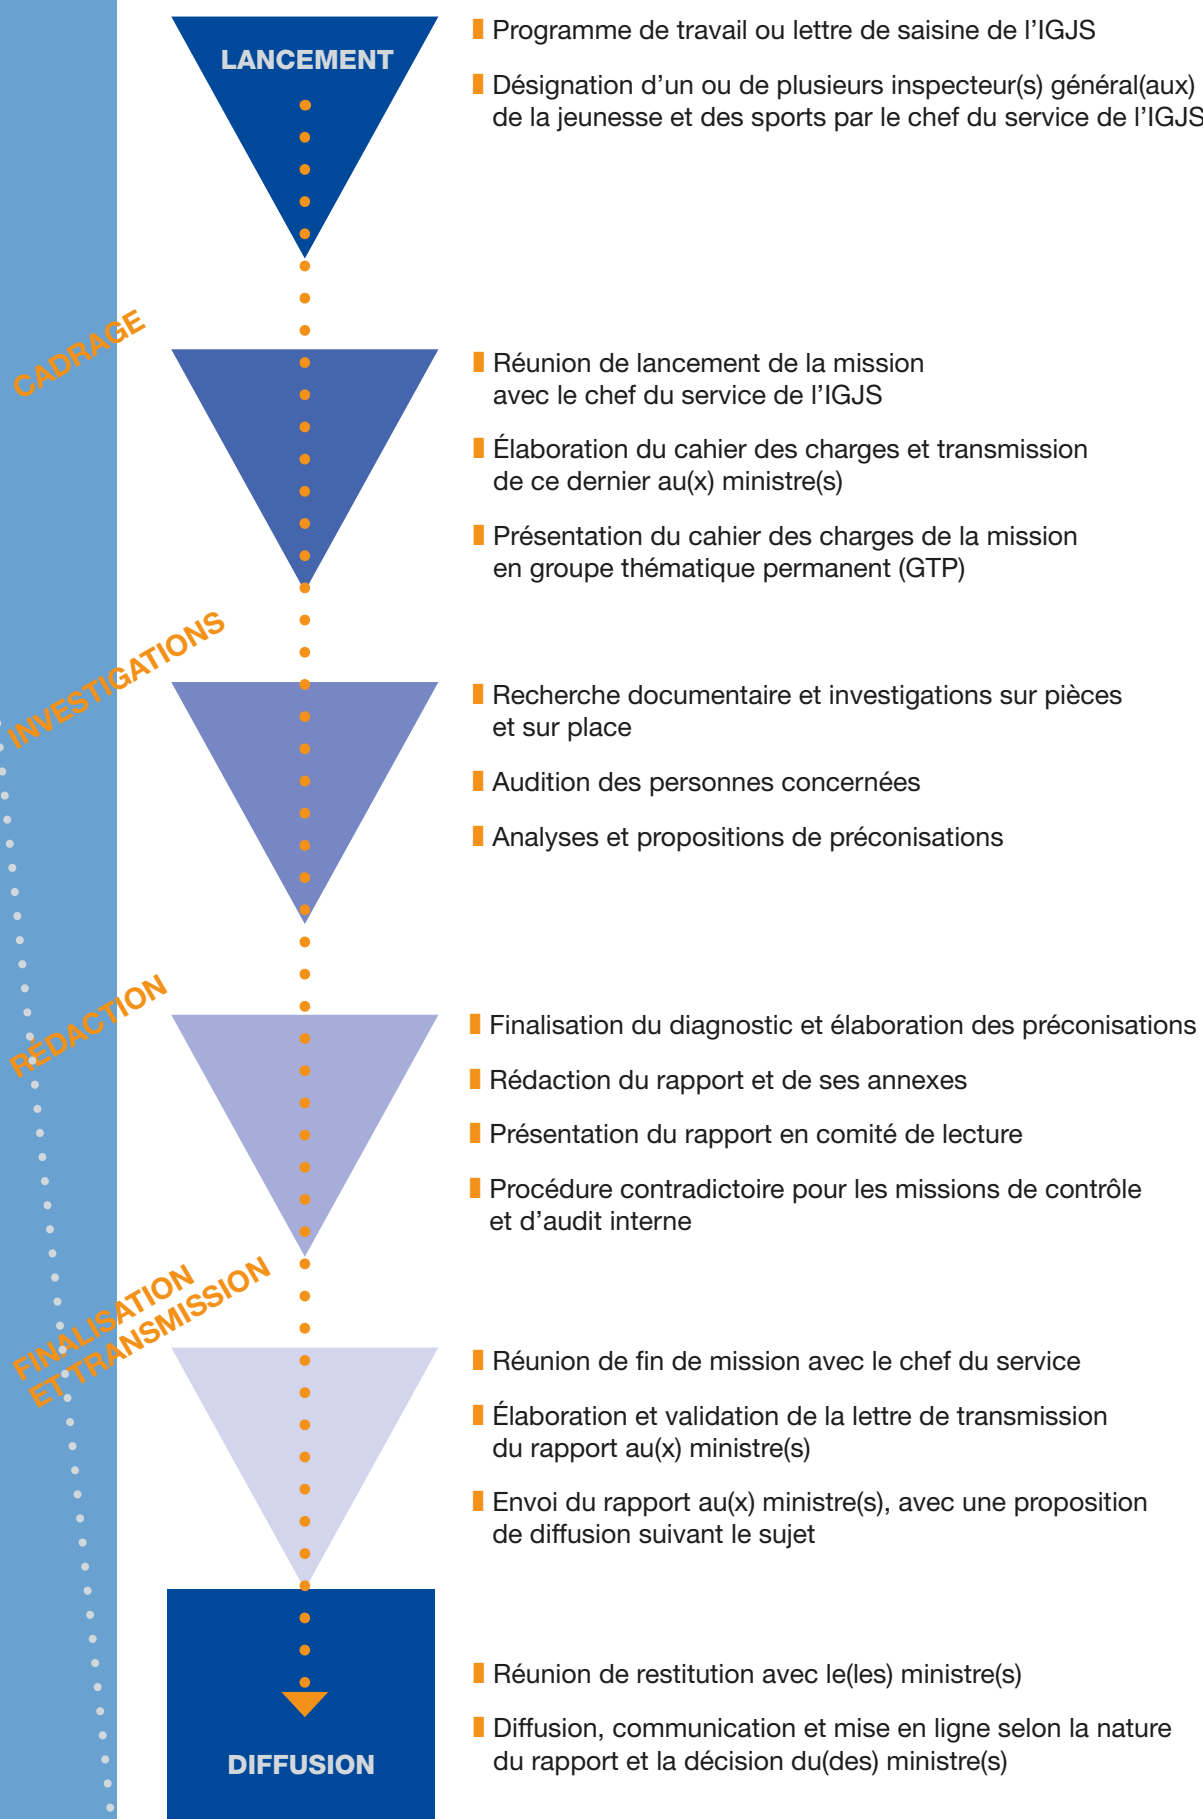 LANCEMENT
Programme de travail ou lettre de saisine de l’IGJS
Désignation d’un ou de plusieurs inspecteur(s) général(aux)
de la jeunesse et des sports par le chef du service de l’IGJS
CADRAGE
Réunion de lancement de la mission
avec le chef du service de l’IGJS
Élaboration du cahier des charges et transmission
de ce dernier au(x) ministre(s)
Présentation du cahier des charges de la mission
en groupe thématique permanent (GTP)
INVESTIGATIONS
Recherche documentaire et investigations sur pièces
et sur place
Audition des personnes concernées
Analyses et propositions de préconisations
RÉDACTION
Finalisation du diagnostic et élaboration des préconisations
Rédaction du rapport et de ses annexes
Présentation du rapport en comité de lecture
Procédure contradictoire pour les missions de contrôle
et d’audit interne
FINALISATION
ET TRANSMISSION
Réunion de fin de mission avec le chef du service
Élaboration et validation de la lettre de transmission
du rapport au(x) ministre(s)
Envoi du rapport au(x) ministre(s), avec une proposition
de diffusion suivant le sujet
DIFFUSION
Réunion de restitution avec le(les) ministre(s)
Diffusion, communication et mise en ligne selon la nature
du rapport et la décision du(des) ministre(s)